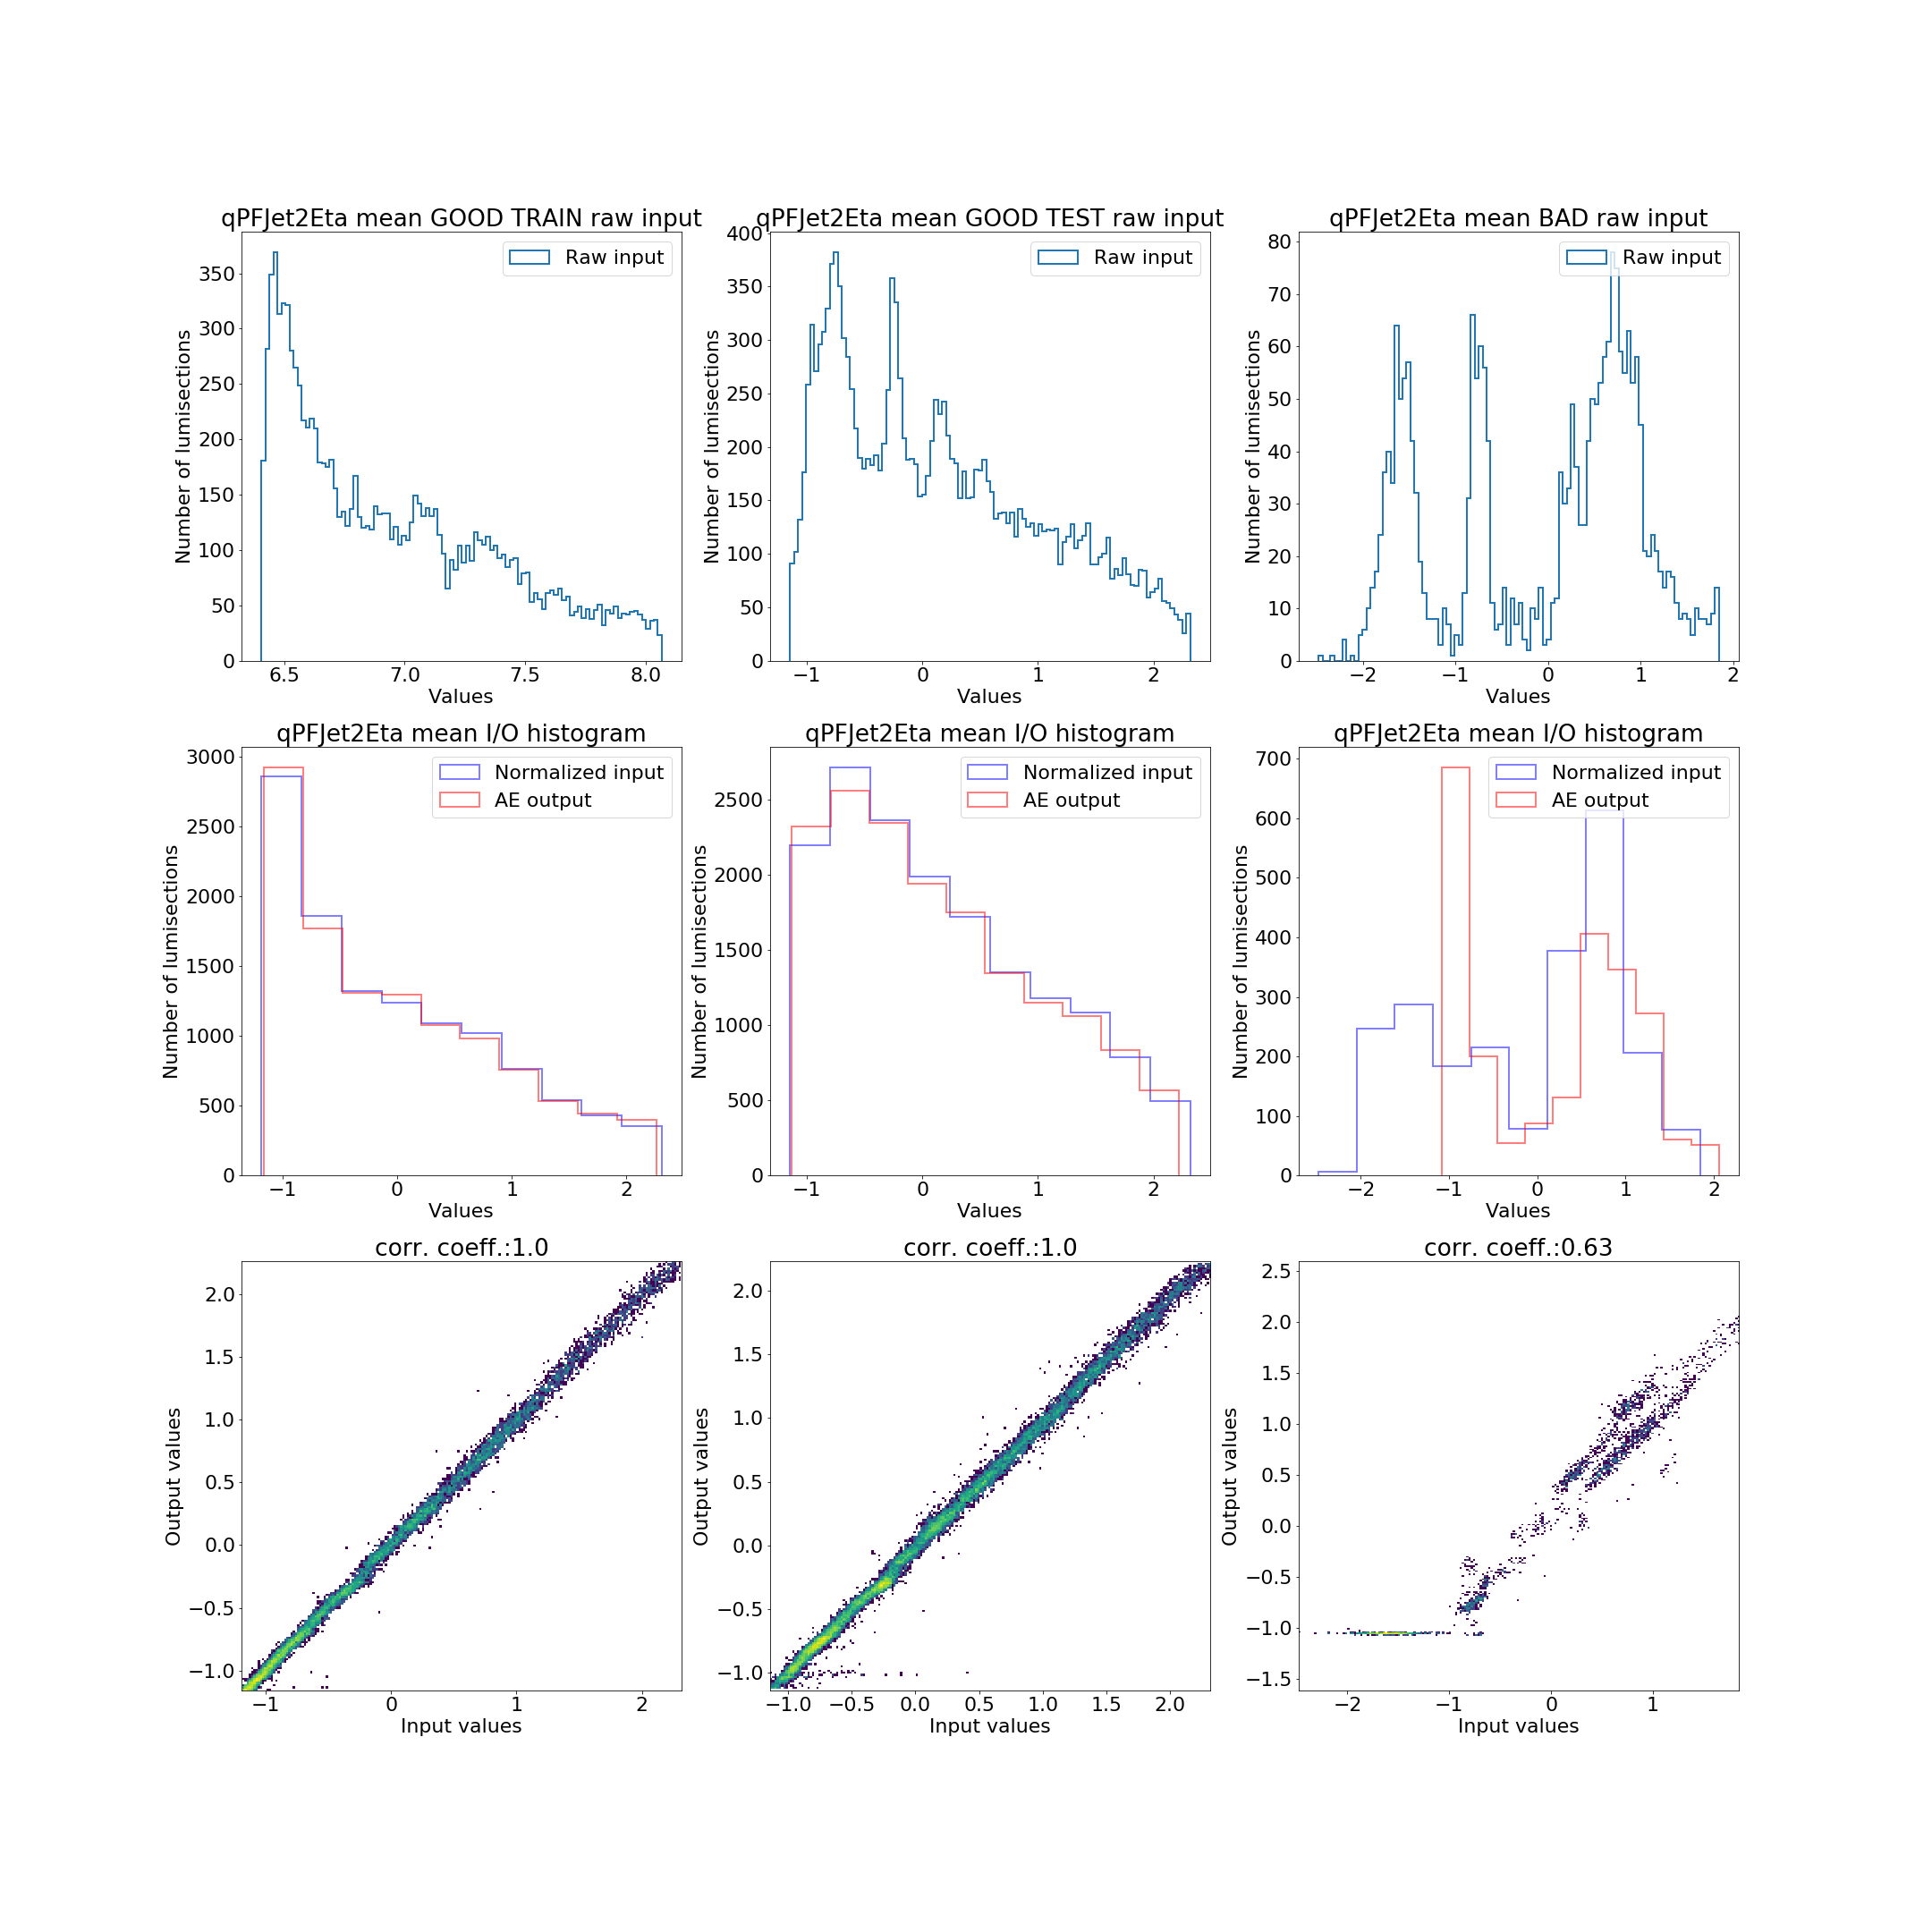 qPFJet2Eta mean GOOD TRAIN raw input
Raw input
Number of lumisections
350
300
250
200
150
100
50
0
6.5 7.0 7.5 8.0
Values
qPFJet2Eta mean GOOD TEST raw input
Raw input
Number of lumisections
400
350
300
250
200
150
100
50
0
−1 0 1 2
Values
qPFJet2Eta mean BAD raw input
Raw input
Number of lumisections
80
70
60
50
40
30
20
10
0
−2 −1 0 1 2
Values
qPFJet2Eta mean I/O histogram
Normalized input
AE output
Number of lumisections
3000
2500
2000
1500
1000
500
0
−1 0 1 2
Values
qPFJet2Eta mean I/O histogram
Normalized input
AE output
Number of lumisections
2500
2000
1500
1000
500
0
−1 0 1 2
Values
qPFJet2Eta mean I/O histogram
Normalized input
AE output
Number of lumisections
700
600
500
400
300
200
100
0
−2 −1 0 1 2
Values
corr. coeff.:1.0
Output values
2.0
1.5
1.0
0.5
0.0
−0.5
−1.0
−1 0 1 2
Input values
corr. coeff.:1.0
Output values
2.0
1.5
1.0
0.5
0.0
−0.5
−1.0
−1.0 −0.5 0.0 0.5 1.0 1.5 2.0
Input values
corr. coeff.:0.63
Output values
2.5
2.0
1.5
1.0
0.5
0.0
−0.5
−1.0
−1.5
−2 −1 0 1
Input values